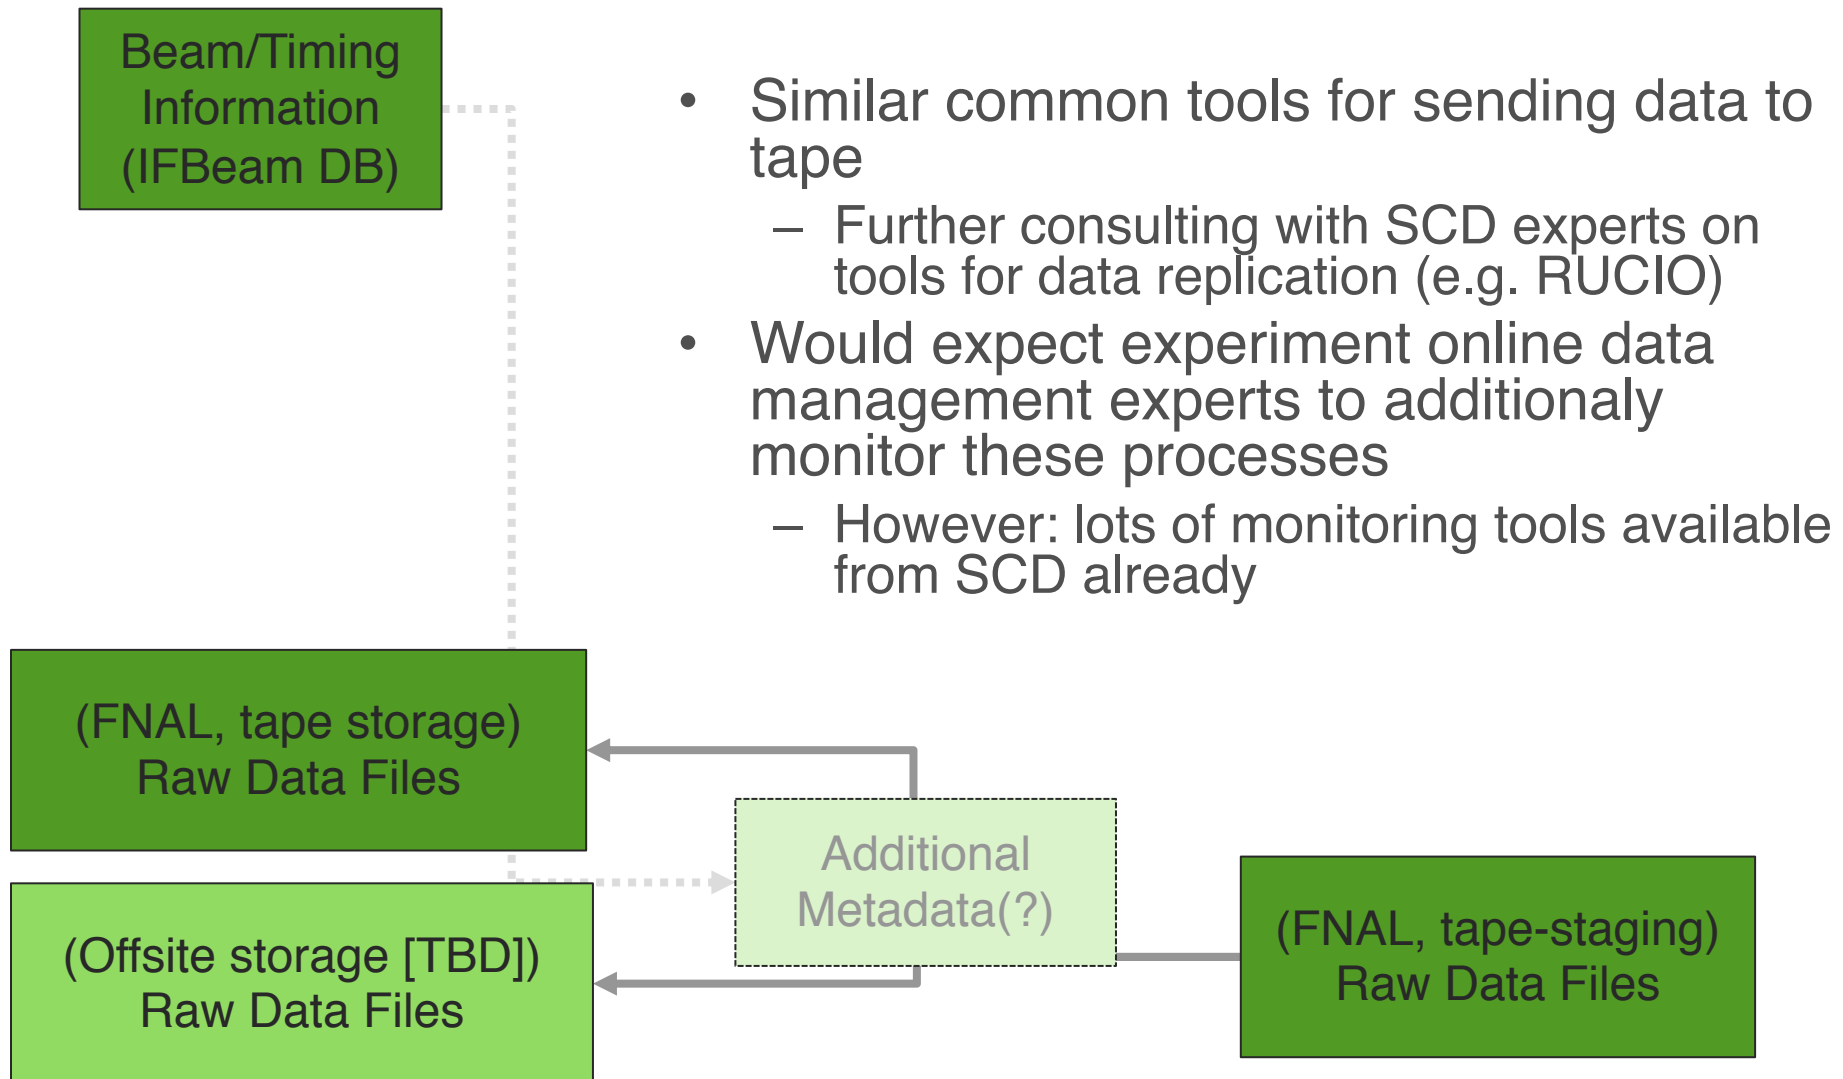 Beam/Timing
Information
(IFBeam DB)
• Similar common tools for sending data to
tape
– Further consulting with SCD experts on
tools for data replication (e.g. RUCIO)
• Would expect experiment online data
management experts to additionaly
monitor these processes
– However: lots of monitoring tools available
from SCD already
(FNAL, tape storage)
Raw Data Files
Additional
Metadata(?)
(Offsite storage [TBD])
Raw Data Files
(FNAL, tape-staging)
Raw Data Files